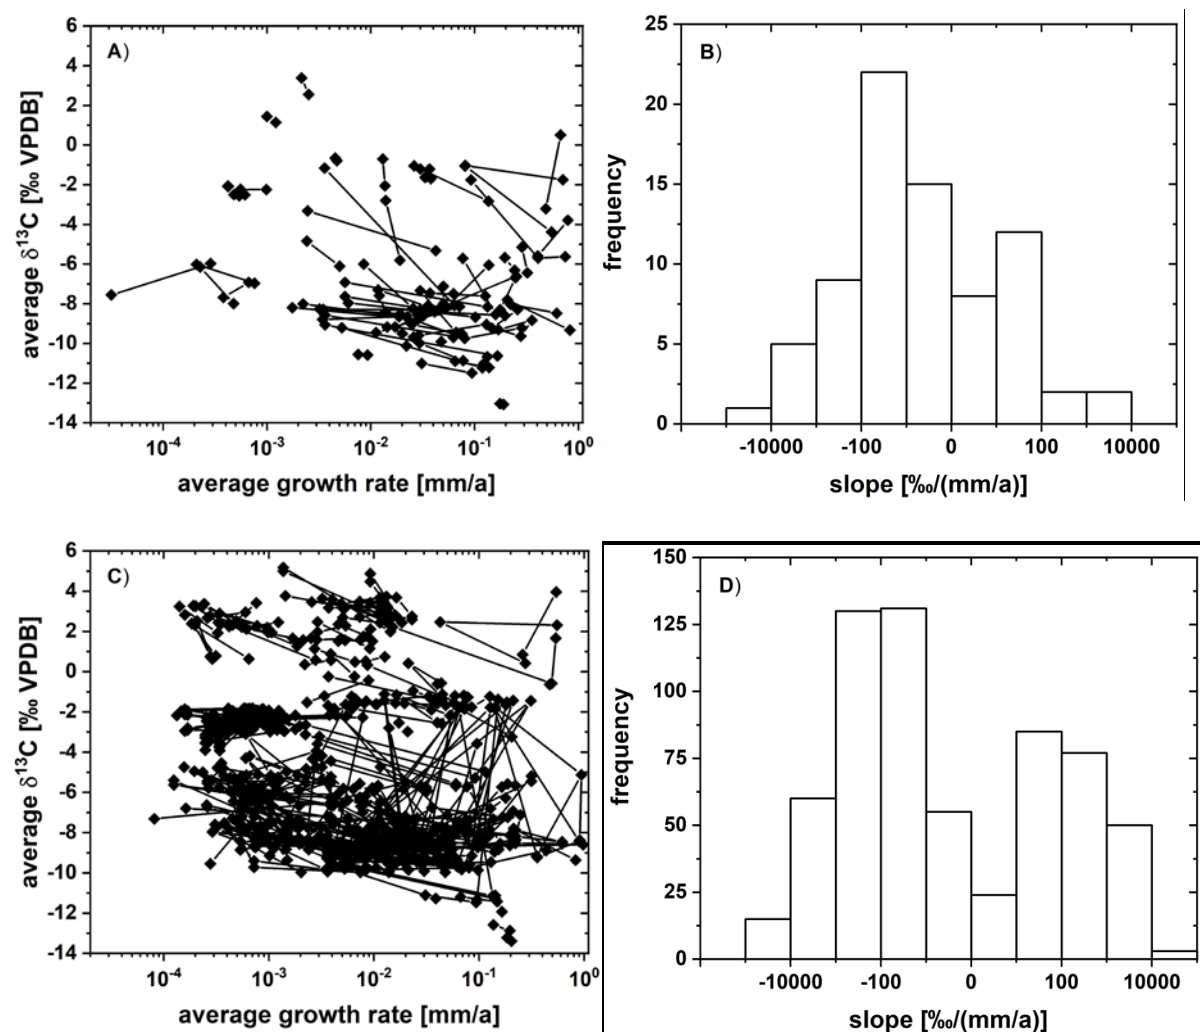 A)
6
4
2
0
-2
-4
-6
-8
-10
-12
-14
average δ¹³C [‰ VPDB]
10⁻⁴ 10⁻³ 10⁻² 10⁻¹ 10⁰
average growth rate [mm/a]
B)
25
20
15
10
5
0
frequency
-10000 -100 0 100 10000
slope [‰/(mm/a)]
C)
6
4
2
0
-2
-4
-6
-8
-10
-12
-14
average δ¹³C [‰ VPDB]
10⁻⁴ 10⁻³ 10⁻² 10⁻¹ 10⁰
average growth rate [mm/a]
D)
150
125
100
75
50
25
0
frequency
-10000 -100 0 100 10000
slope [‰/(mm/a)]